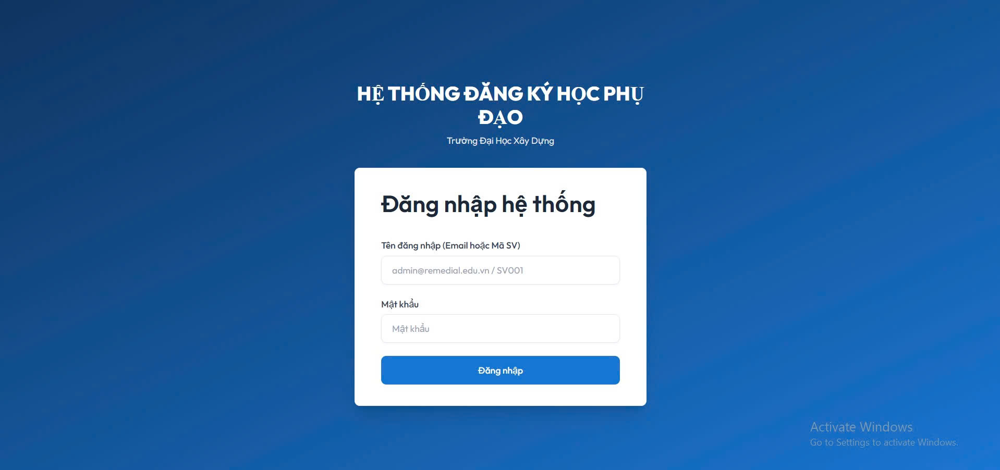 HỆ THỐNG ĐĂNG KÝ HỌC PHỤ
ĐẠO
Trường Đại Học Xây Dựng
Đăng nhập hệ thống
Tên đăng nhập (Email hoặc Mã SV)
admin@remedial.edu.vn / SV001
Mật khẩu
Mật khẩu
Đăng nhập
Activate Windows
Go to Settings to activate Windows.